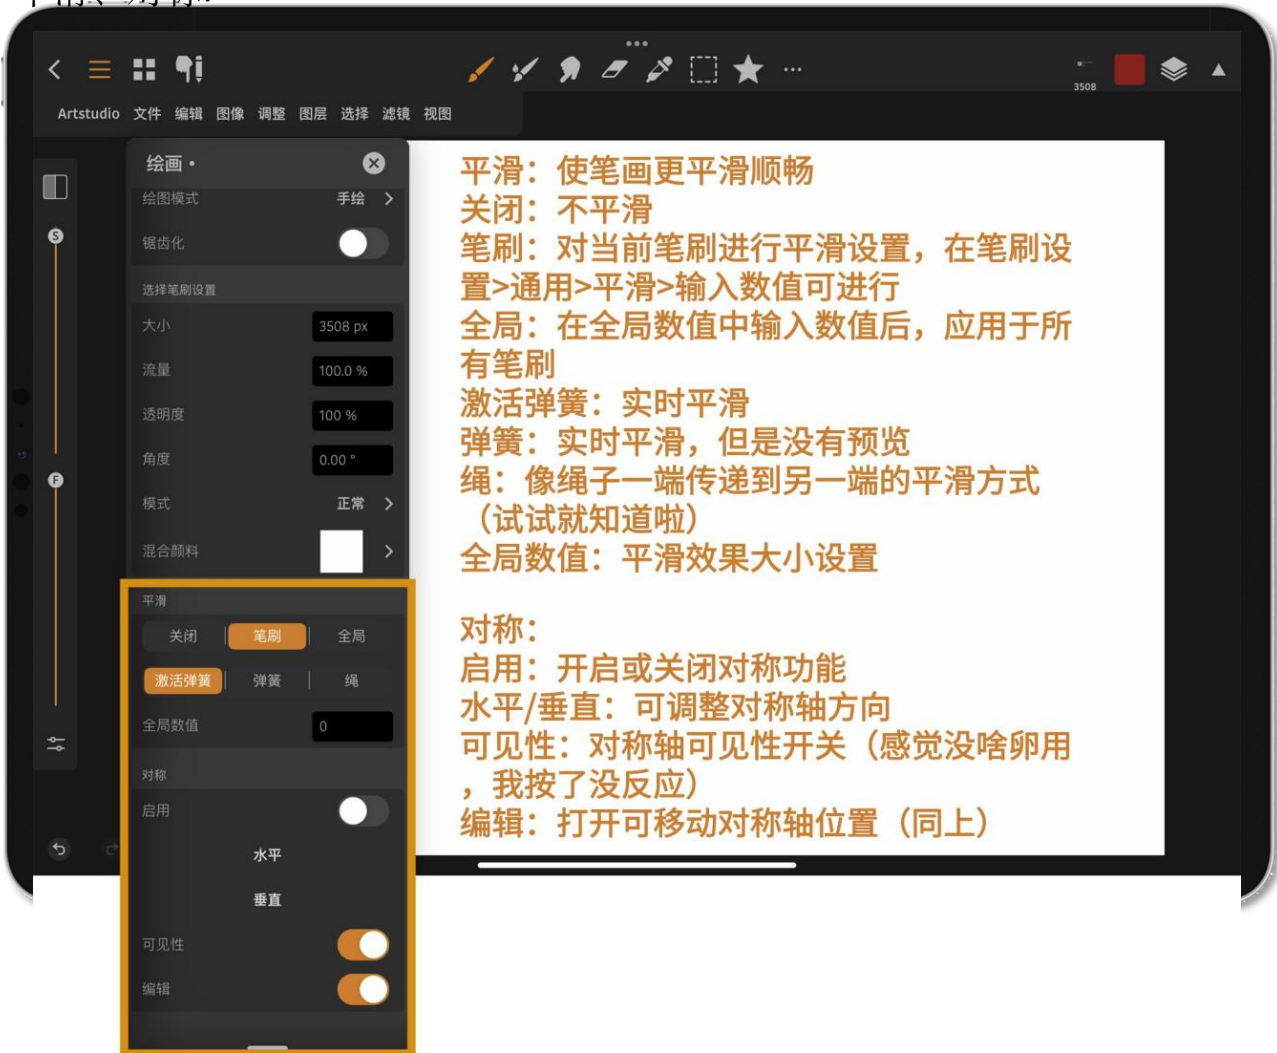 3508
Artstudio 文件 编辑 图像 调整 图层 选择 滤镜 视图
绘画·
绘图模式 手绘
锯齿化
选择笔刷设置
大小 3508 px
流量 100.0 %
透明度 100 %
角度 0.00 °
模式 正常
混合颜料
平滑
关闭 笔刷 全局
激活弹簧 弹簧 绳
全局数值 0
对称
启用
水平
垂直
可见性
编辑
S
F
平滑：使笔画更平滑顺畅
关闭：不平滑
笔刷：对当前笔刷进行平滑设置，在笔刷设
置>通用>平滑>输入数值可进行
全局：在全局数值中输入数值后，应用于所
有笔刷
激活弹簧：实时平滑
弹簧：实时平滑，但是没有预览
绳：像绳子一端传递到另一端的平滑方式
（试试就知道啦）
全局数值：平滑效果大小设置
对称：
启用：开启或关闭对称功能
水平/垂直：可调整对称轴方向
可见性：对称轴可见性开关（感觉没啥卵用
，我按了没反应）
编辑：打开可移动对称轴位置（同上）